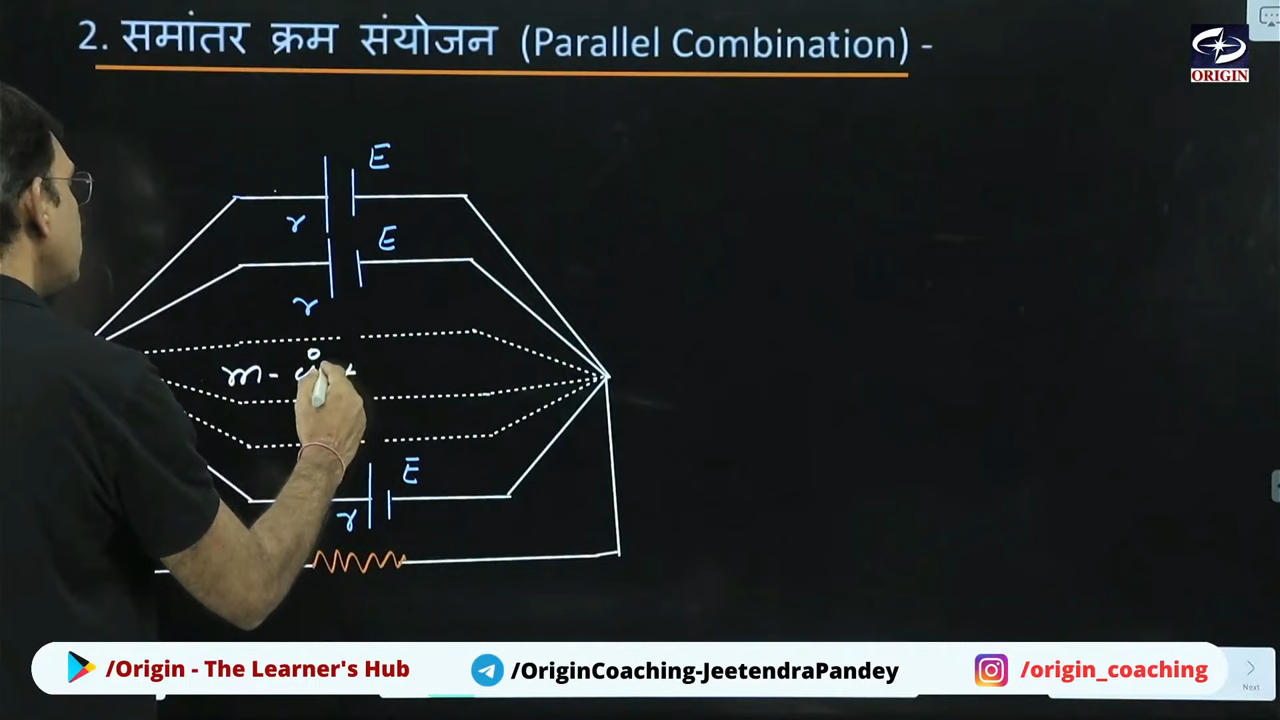 2. समांतर क्रम संयोजन (Parallel Combination) -
ORIGIN
E
r
E
r
m -
E
r
/Origin - The Learner's Hub
/OriginCoaching-JeetendraPandey
/origin_coaching
Next